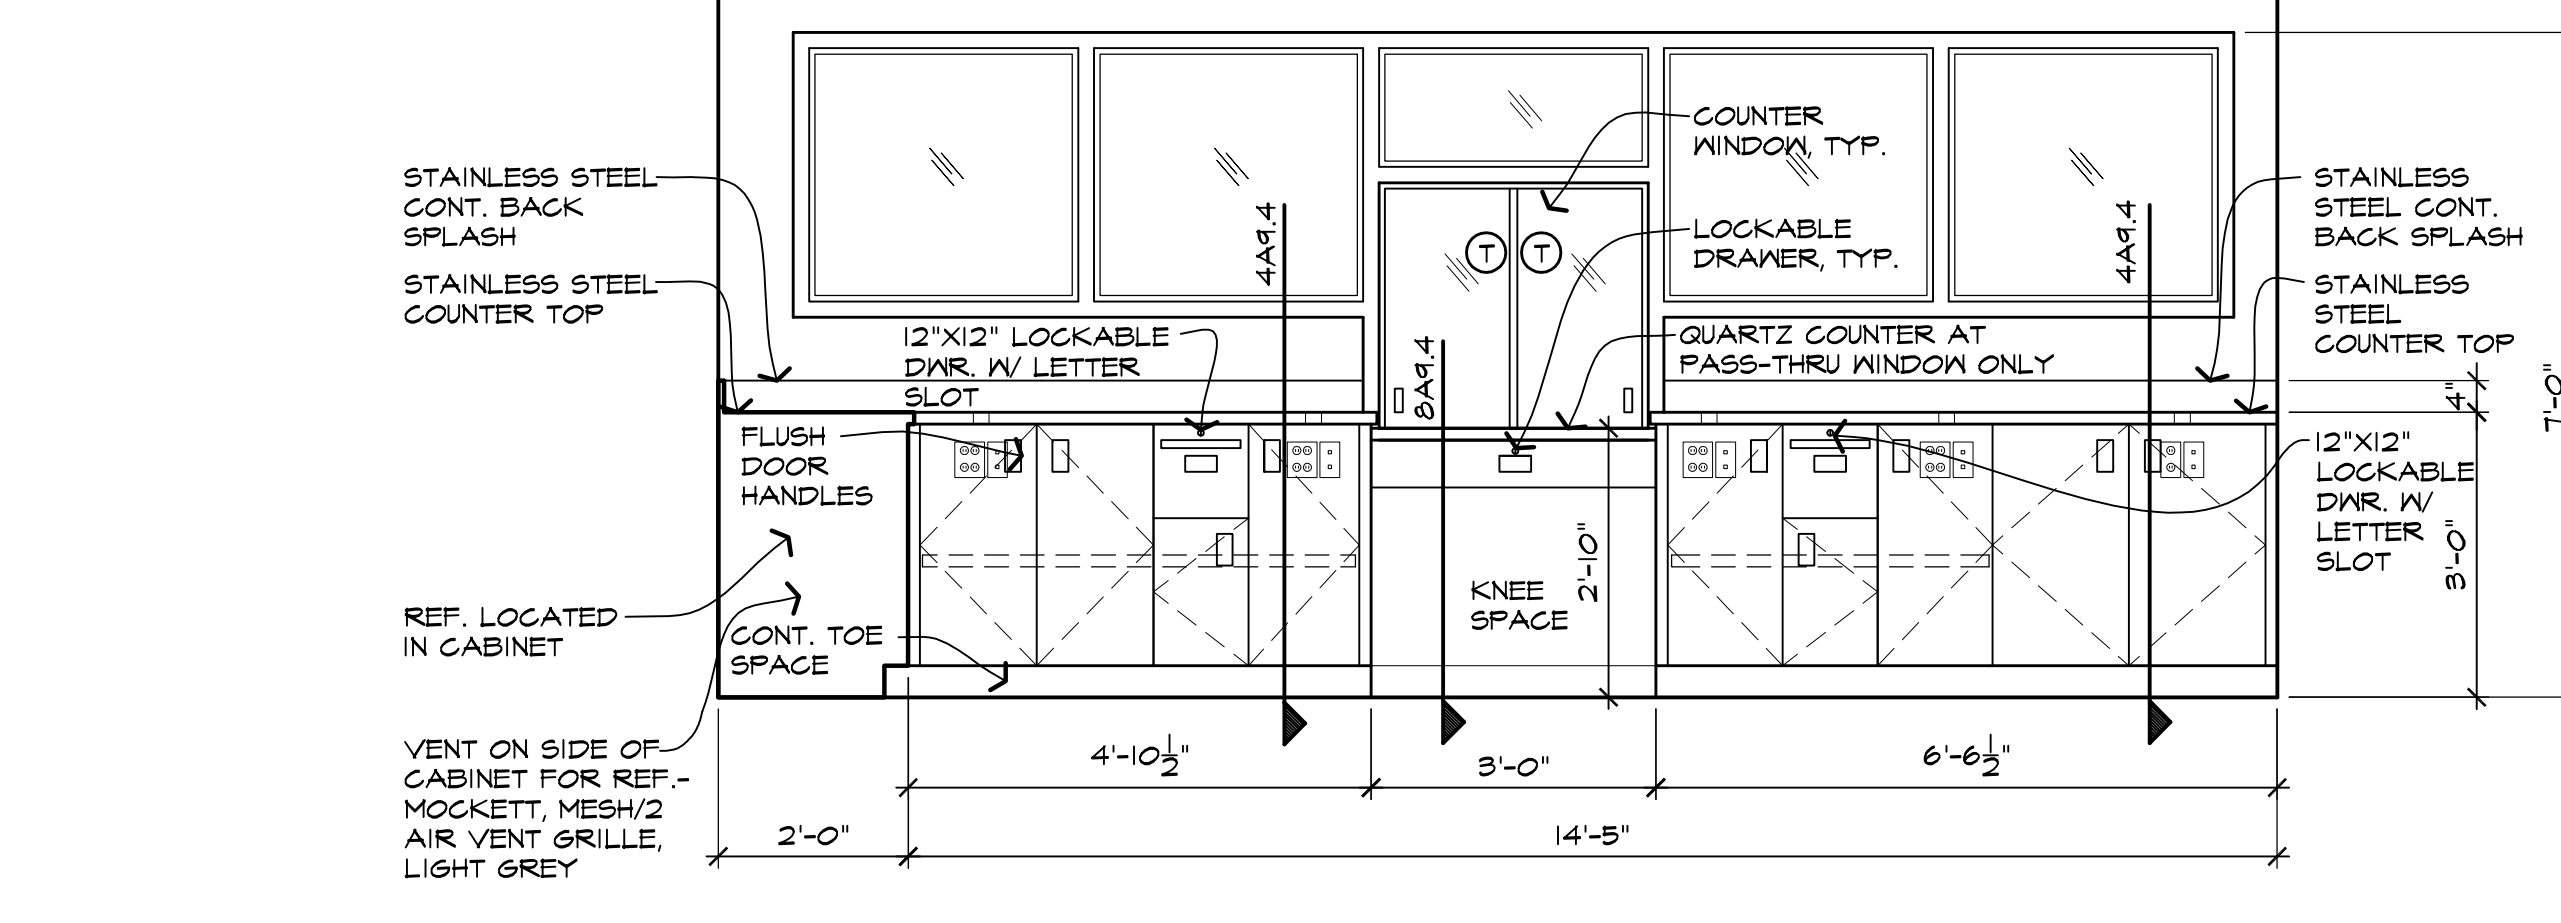 STAINLESS STEEL
CONT. BACK
SPLASH
STAINLESS STEEL
COUNTER TOP
12"X12" LOCKABLE
DWR. W/ LETTER
SLOT
FLUSH
DOOR
HANDLES
REF. LOCATED
IN CABINET
CONT. TOE
SPACE
VENT ON SIDE OF
CABINET FOR REF.-
MOCKETT, MESH/2
AIR VENT GRILLE,
LIGHT GREY
4A9.4
8A9.4
T
T
COUNTER
WINDOW, TYP.
LOCKABLE
DRAWER, TYP.
QUARTZ COUNTER AT
PASS-THRU WINDOW ONLY
KNEE
SPACE
2'-10"
4A9.4
STAINLESS
STEEL CONT.
BACK SPLASH
STAINLESS
STEEL
COUNTER TOP
4"
7'-0"
12"X12"
LOCKABLE
DWR. W/
LETTER
SLOT
3'-0"
4'-10 1/2"
3'-0"
6'-6 1/2"
2'-0"
14'-5"